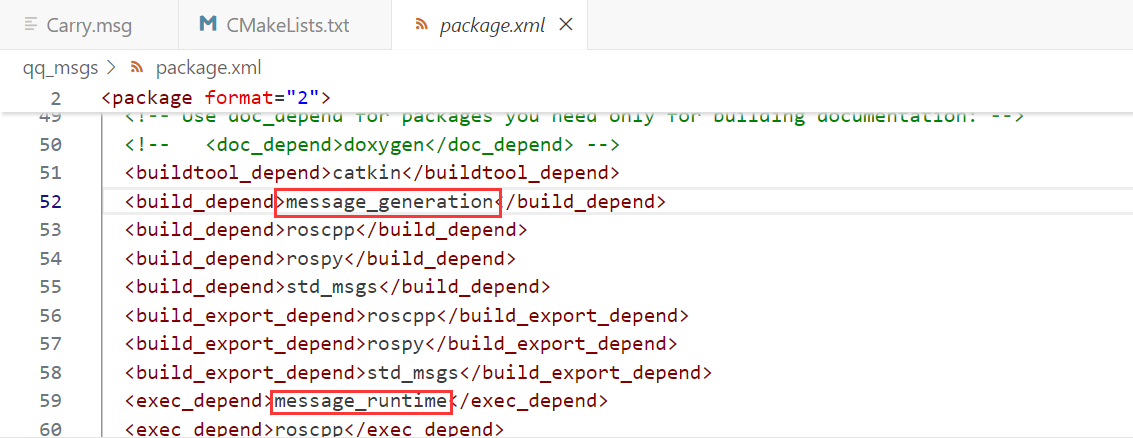 Carry.msg CMakeLists.txt package.xml
qq_msgs > package.xml
2 <package format="2">
49 <!-- Use doc_depend for packages you need only for building documentation: -->
50 <!--   <doc_depend>doxygen</doc_depend> -->
51 <buildtool_depend>catkin</buildtool_depend>
52 <build_depend>message_generation</build_depend>
53 <build_depend>roscpp</build_depend>
54 <build_depend>rospy</build_depend>
55 <build_depend>std_msgs</build_depend>
56 <build_export_depend>roscpp</build_export_depend>
57 <build_export_depend>rospy</build_export_depend>
58 <build_export_depend>std_msgs</build_export_depend>
59 <exec_depend>message_runtime</exec_depend>
60 <exec_depend>roscpp</exec_depend>